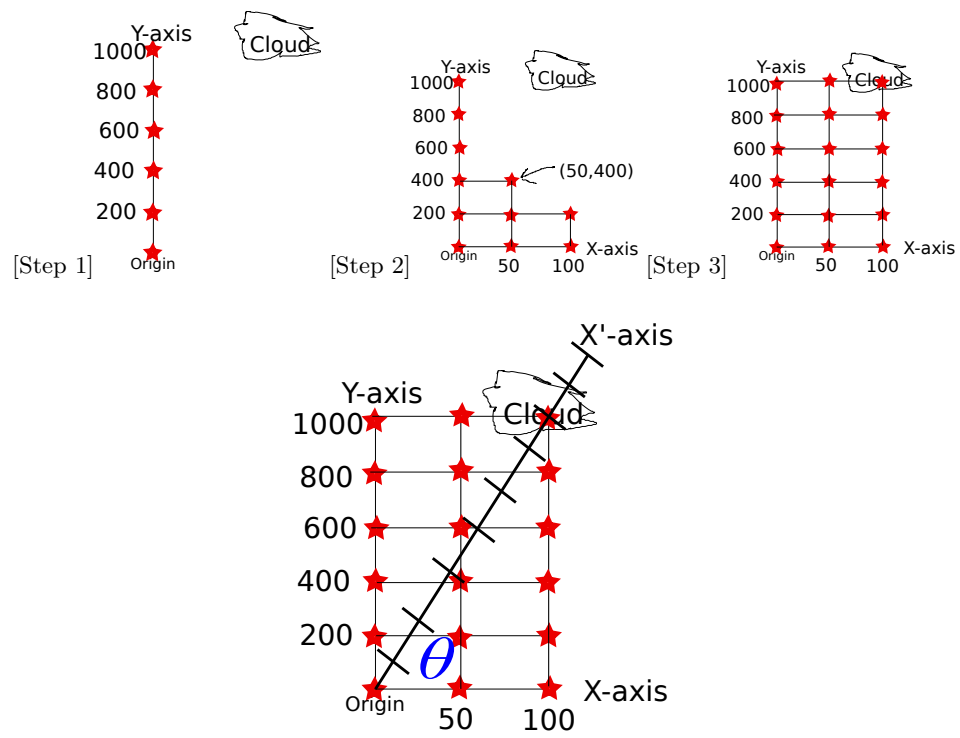 Y-axis
Cloud
1000
800
600
400
200
Origin
[Step 1]
Y-axis
Cloud
1000
800
600
400
(50,400)
200
Origin
50
100
X-axis
[Step 2]
Y-axis
Cloud
1000
800
600
400
200
Origin
50
100
X-axis
[Step 3]
X'-axis
Y-axis
Cloud
1000
800
600
400
200
θ
Origin
50
100
X-axis